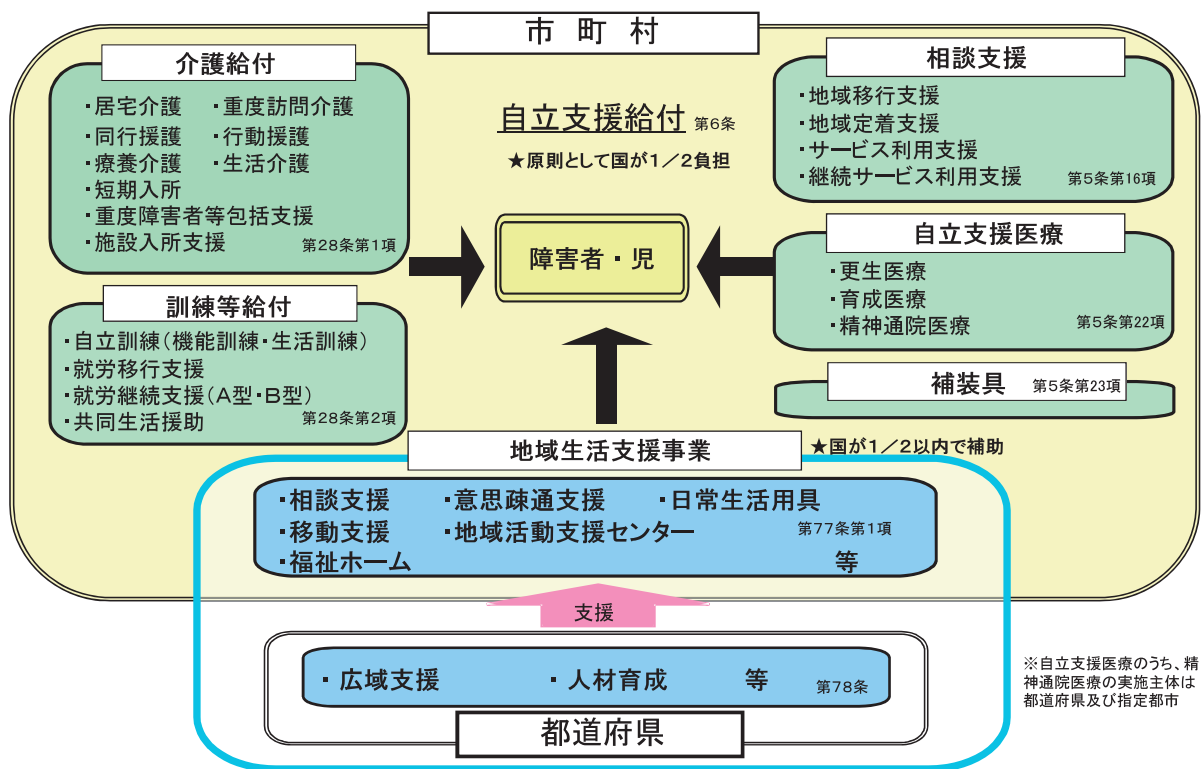 市町村
介護給付
・居宅介護 ・重度訪問介護
・同行援護 ・行動援護
・療養介護 ・生活介護
・短期入所
・重度障害者等包括支援
・施設入所支援 第28条第1項
訓練等給付
・自立訓練(機能訓練・生活訓練)
・就労移行支援
・就労継続支援(A型・B型)
・共同生活援助 第28条第2項
自立支援給付 第6条
★原則として国が1/2負担
障害者・児
相談支援
・地域移行支援
・地域定着支援
・サービス利用支援
・継続サービス利用支援 第5条第16項
自立支援医療
・更生医療
・育成医療
・精神通院医療 第5条第22項
補装具 第5条第23項
地域生活支援事業 ★国が1/2以内で補助
・相談支援 ・意思疎通支援 ・日常生活用具
・移動支援 ・地域活動支援センター 第77条第1項
・福祉ホーム 等
支援
・広域支援 ・人材育成 等 第78条
都道府県
※自立支援医療のうち、精
神通院医療の実施主体は
都道府県及び指定都市